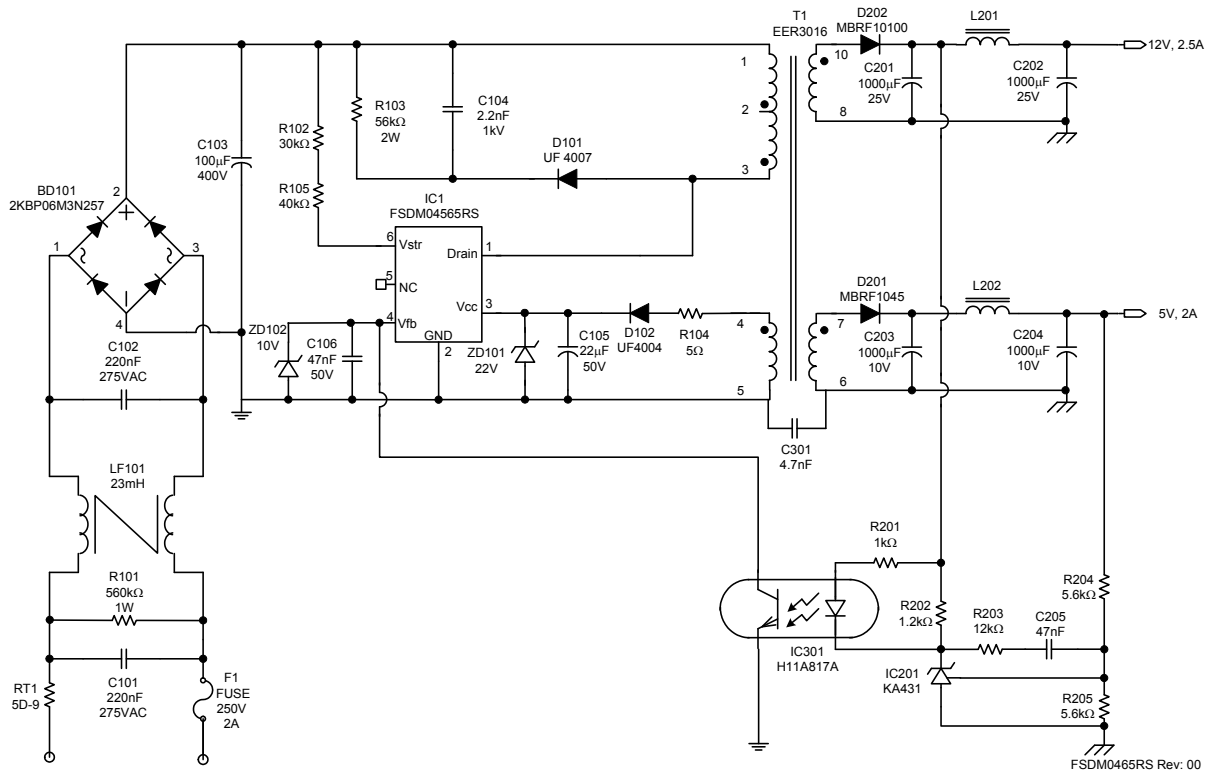 T1
EER3016
D202
MBRF10100
L201
12V, 2.5A
1
10
C201
1000µF
25V
C202
1000µF
25V
R103
56kΩ
2W
C104
2.2nF
1kV
2
8
R102
30kΩ
C103
100µF
400V
D101
UF 4007
3
BD101
2KBP06M3N257
2
R105
40kΩ
IC1
FSDM04565RS
1
3
6
Vstr
Drain
1
5
NC
4
Vfb
Vcc
3
GND
2
4
D201
MBRF1045
L202
5V, 2A
ZD102
10V
C106
47nF
50V
ZD101
22V
C105
22µF
50V
D102
UF4004
R104
5Ω
4
7
C203
1000µF
10V
C204
1000µF
10V
5
6
C102
220nF
275VAC
C301
4.7nF
LF101
23mH
R101
560kΩ
1W
R201
1kΩ
R202
1.2kΩ
R203
12kΩ
C205
47nF
R204
5.6kΩ
IC301
H11A817A
IC201
KA431
R205
5.6kΩ
RT1
5D-9
C101
220nF
275VAC
F1
FUSE
250V
2A
FSDM0465RS Rev: 00